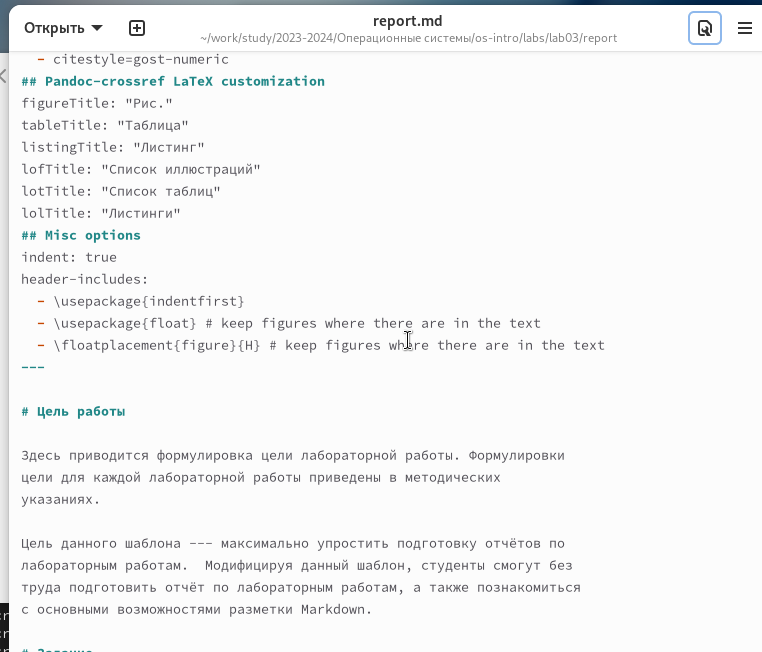 Открыть
report.md
~/work/study/2023-2024/Операционные системы/os-intro/labs/lab03/report
- citestyle=gost-numeric
## Pandoc-crossref LaTeX customization
figureTitle: "Рис."
tableTitle: "Таблица"
listingTitle: "Листинг"
lofTitle: "Список иллюстраций"
lotTitle: "Список таблиц"
lolTitle: "Листинги"
## Misc options
indent: true
header-includes:
- \usepackage{indentfirst}
- \usepackage{float} # keep figures where there are in the text
- \floatplacement{figure}{H} # keep figures where there are in the text
---
# Цель работы
Здесь приводится формулировка цели лабораторной работы. Формулировки
цели для каждой лабораторной работы приведены в методических
указаниях.
Цель данного шаблона --- максимально упростить подготовку отчётов по
лабораторным работам.  Модифицируя данный шаблон, студенты смогут без
труда подготовить отчёт по лабораторным работам, а также познакомиться
с основными возможностями разметки Markdown.
# Задание